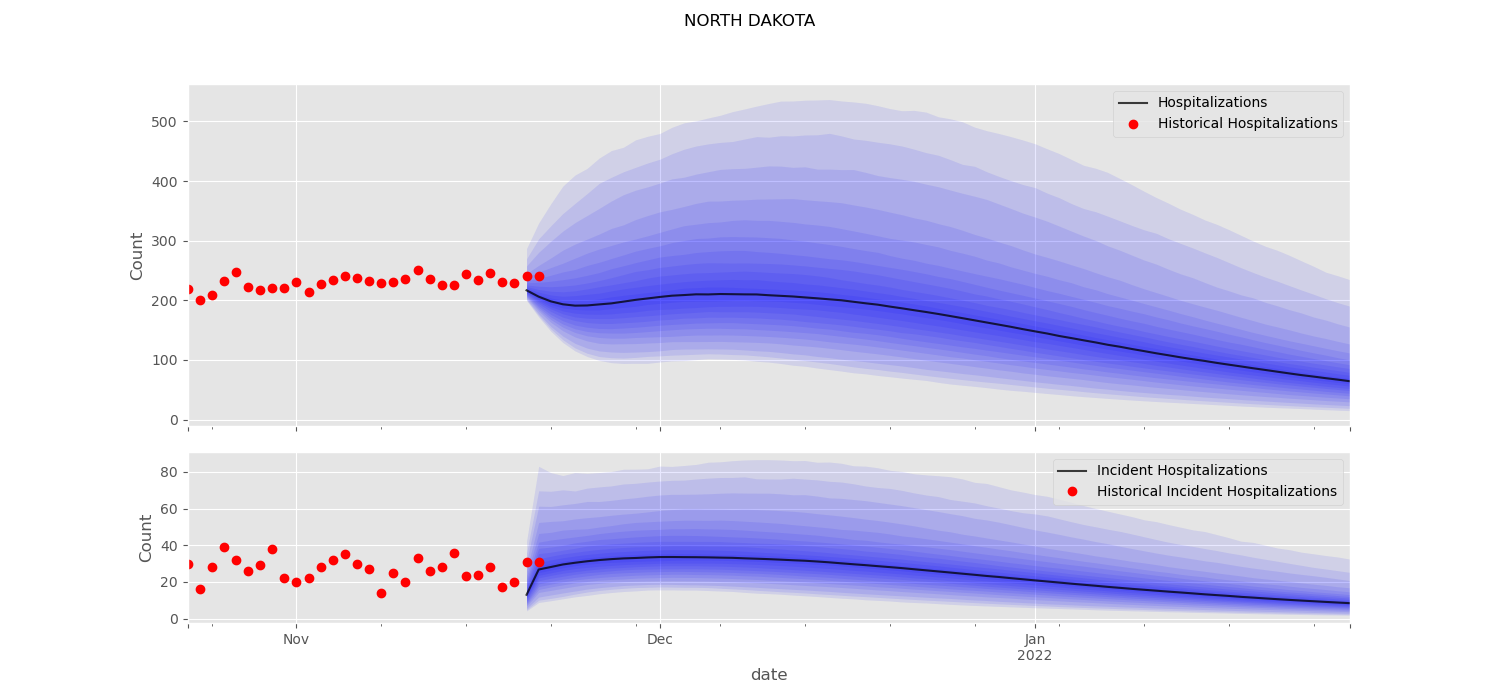 NORTH DAKOTA
Hospitalizations
Historical Hospitalizations
Count
500
400
300
200
100
0
Incident Hospitalizations
Historical Incident Hospitalizations
Count
80
60
40
20
0
Nov
Dec
Jan
2022
date